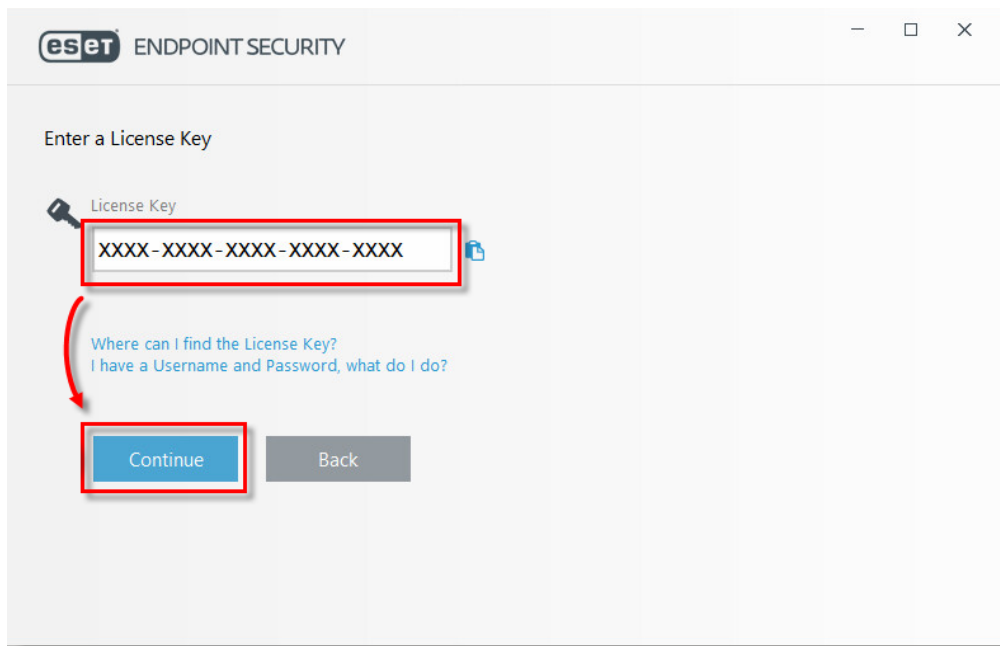 eset ENDPOINT SECURITY
Enter a License Key
License Key
XXXX-XXXX-XXXX-XXXX-XXXX
Where can I find the License Key?
I have a Username and Password, what do I do?
Continue Back